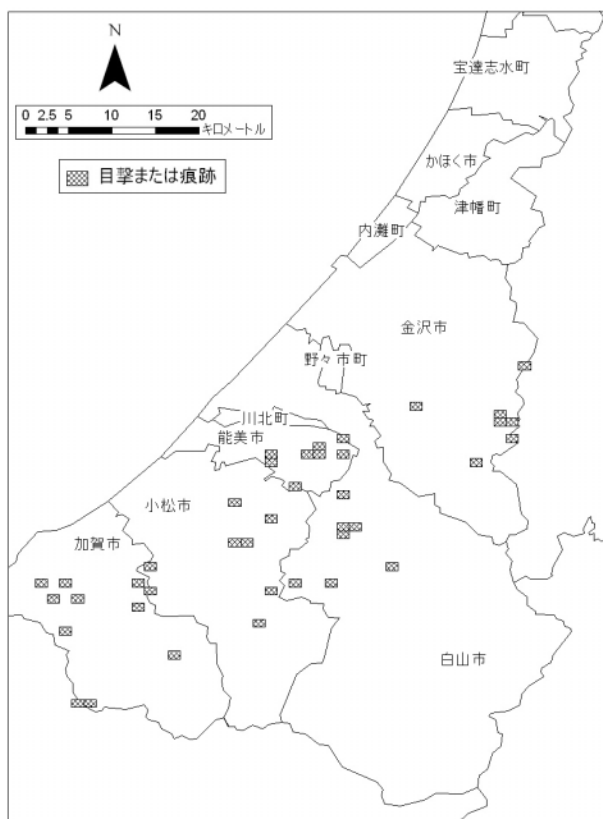 N
0 2.5 5 10 15 20
キロメートル
目撃または痕跡
宝達志水町
かほく市
津幡町
内灘町
金沢市
野々市町
川北町
能美市
小松市
加賀市
白山市